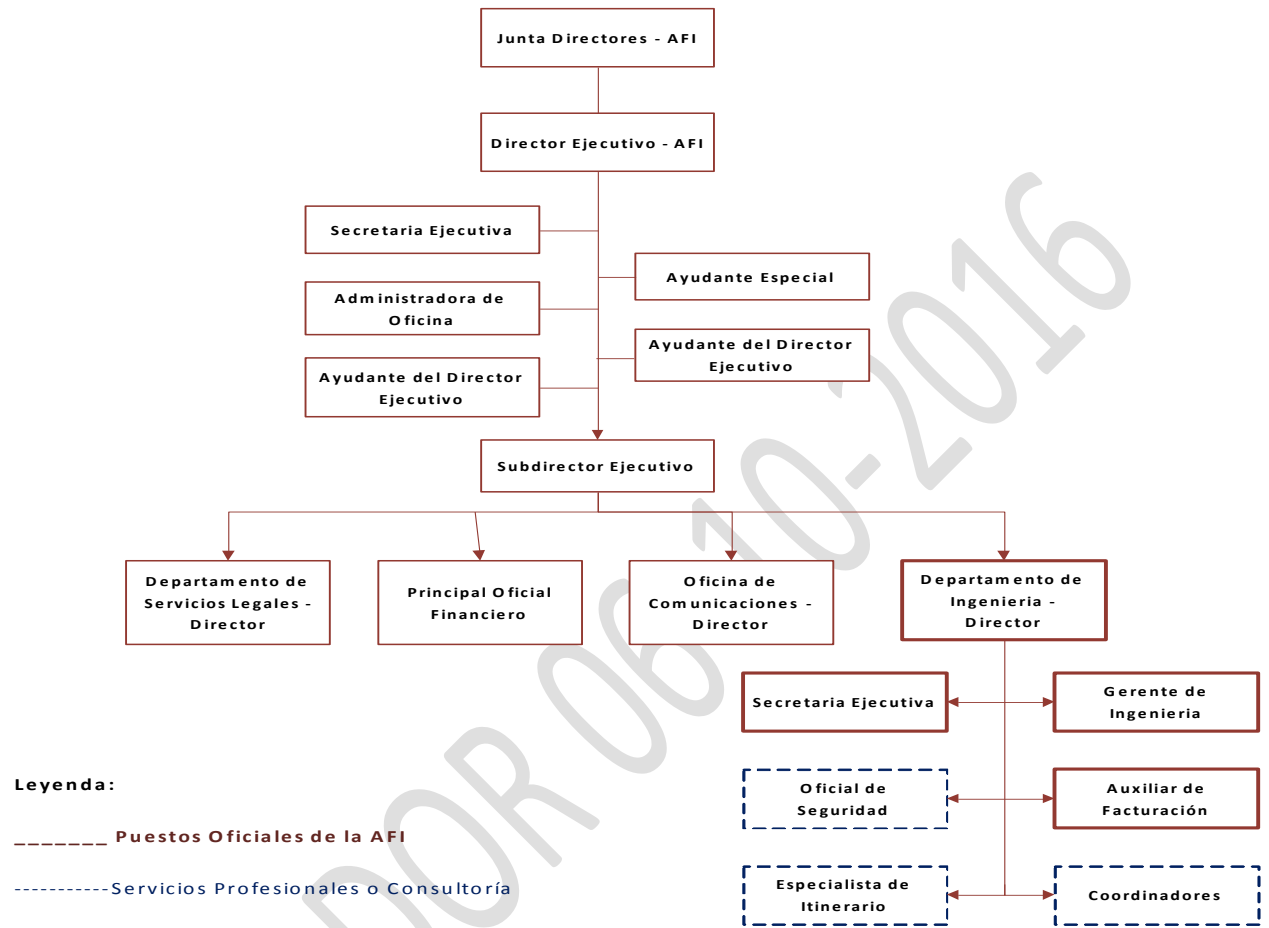 Junta Directores - AFI
Director Ejecutivo - AFI
Secretaria Ejecutiva
Ayudante Especial
Administradora de
Oficina
Ayudante del Director
Ejecutivo
Ayudante del Director
Ejecutivo
Subdirector Ejecutivo
Departamento de
Servicios Legales -
Director
Principal Oficial
Financiero
Oficina de
Comunicaciones -
Director
Departamento de
Ingenieria -
Director
Secretaria Ejecutiva
Gerente de
Ingenieria
Oficial de
Seguridad
Auxiliar de
Facturación
Especialista de
Itinerario
Coordinadores
Leyenda:
_______ Puestos Oficiales de la AFI
-----------Servicios Profesionales o Consultoría
DOR 06-10-2016